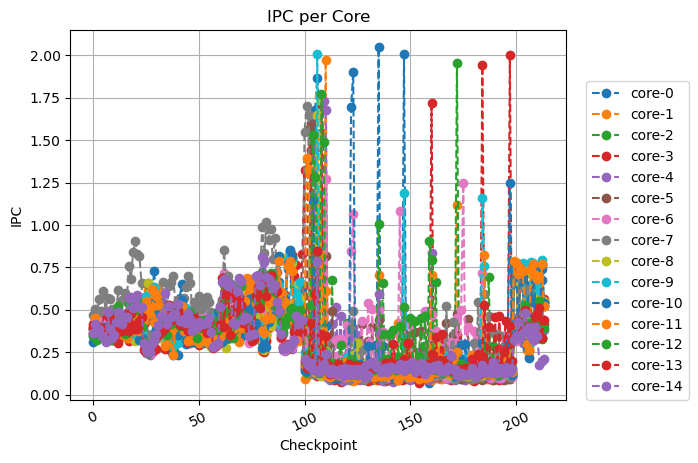 IPC per Core
IPC
2.00
1.75
1.50
1.25
1.00
0.75
0.50
0.25
0.00
0
50
100
150
200
Checkpoint
core-0
core-1
core-2
core-3
core-4
core-5
core-6
core-7
core-8
core-9
core-10
core-11
core-12
core-13
core-14